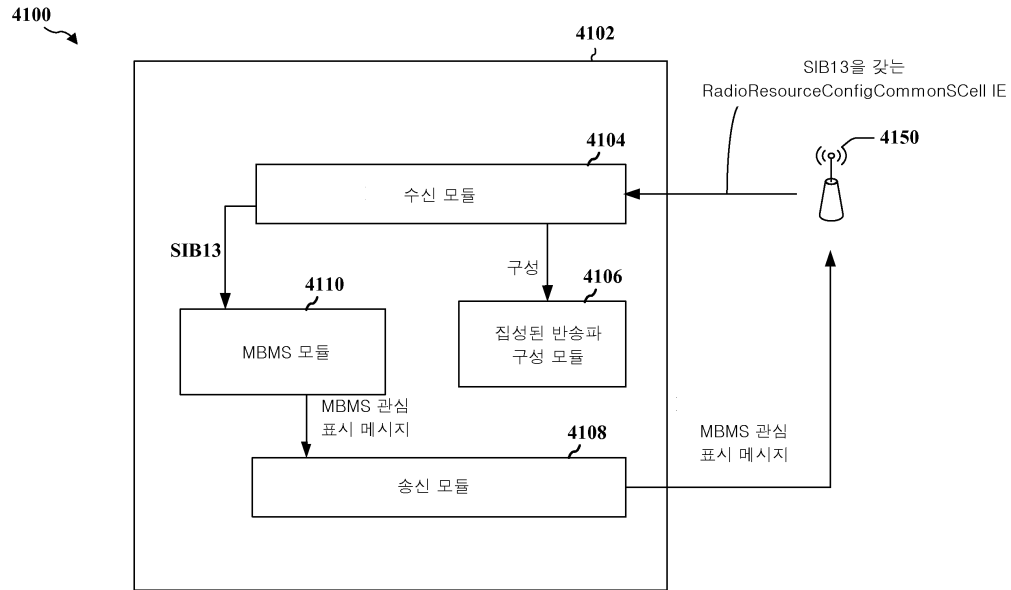 4100
4102
SIB13을 갖는
RadioResourceConfigCommonSCell IE
4150
4104
수신 모듈
SIB13
구성
4110
4106
MBMS 모듈
집성된 반송파
구성 모듈
MBMS 관심
표시 메시지
4108
송신 모듈
MBMS 관심
표시 메시지